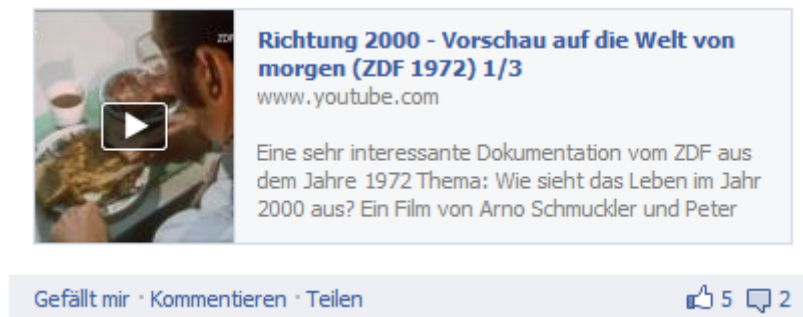 ZDF
Richtung 2000 - Vorschau auf die Welt von
morgen (ZDF 1972) 1/3
www.youtube.com
Eine sehr interessante Dokumentation vom ZDF aus
dem Jahre 1972 Thema: Wie sieht das Leben im Jahr
2000 aus? Ein Film von Arno Schmuckler und Peter
Gefällt mir · Kommentieren · Teilen 5 2